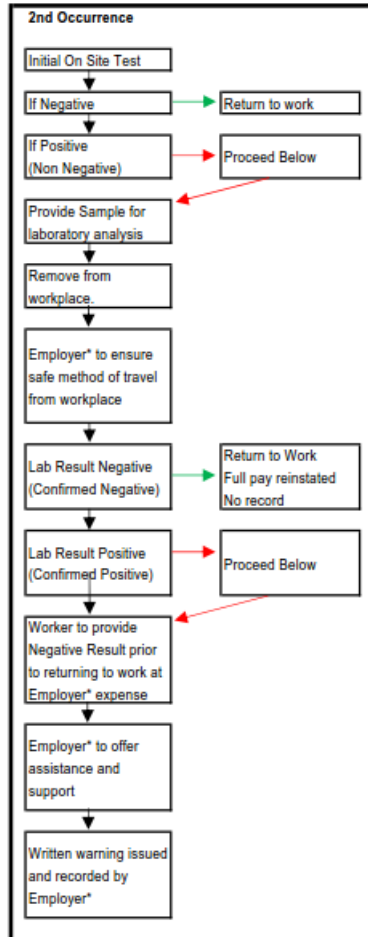 2nd Occurrence
Initial On Site Test
If Negative
Return to work
If Positive
(Non Negative)
Proceed Below
Provide Sample for
laboratory analysis
Remove from
workplace.
Employer* to ensure
safe method of travel
from workplace
Lab Result Negative
(Confirmed Negative)
Return to Work
Full pay reinstated
No record
Lab Result Positive
(Confirmed Positive)
Proceed Below
Worker to provide
Negative Result prior
to returning to work at
Employer* expense
Employer* to offer
assistance and
support
Written warning issued
and recorded by
Employer*